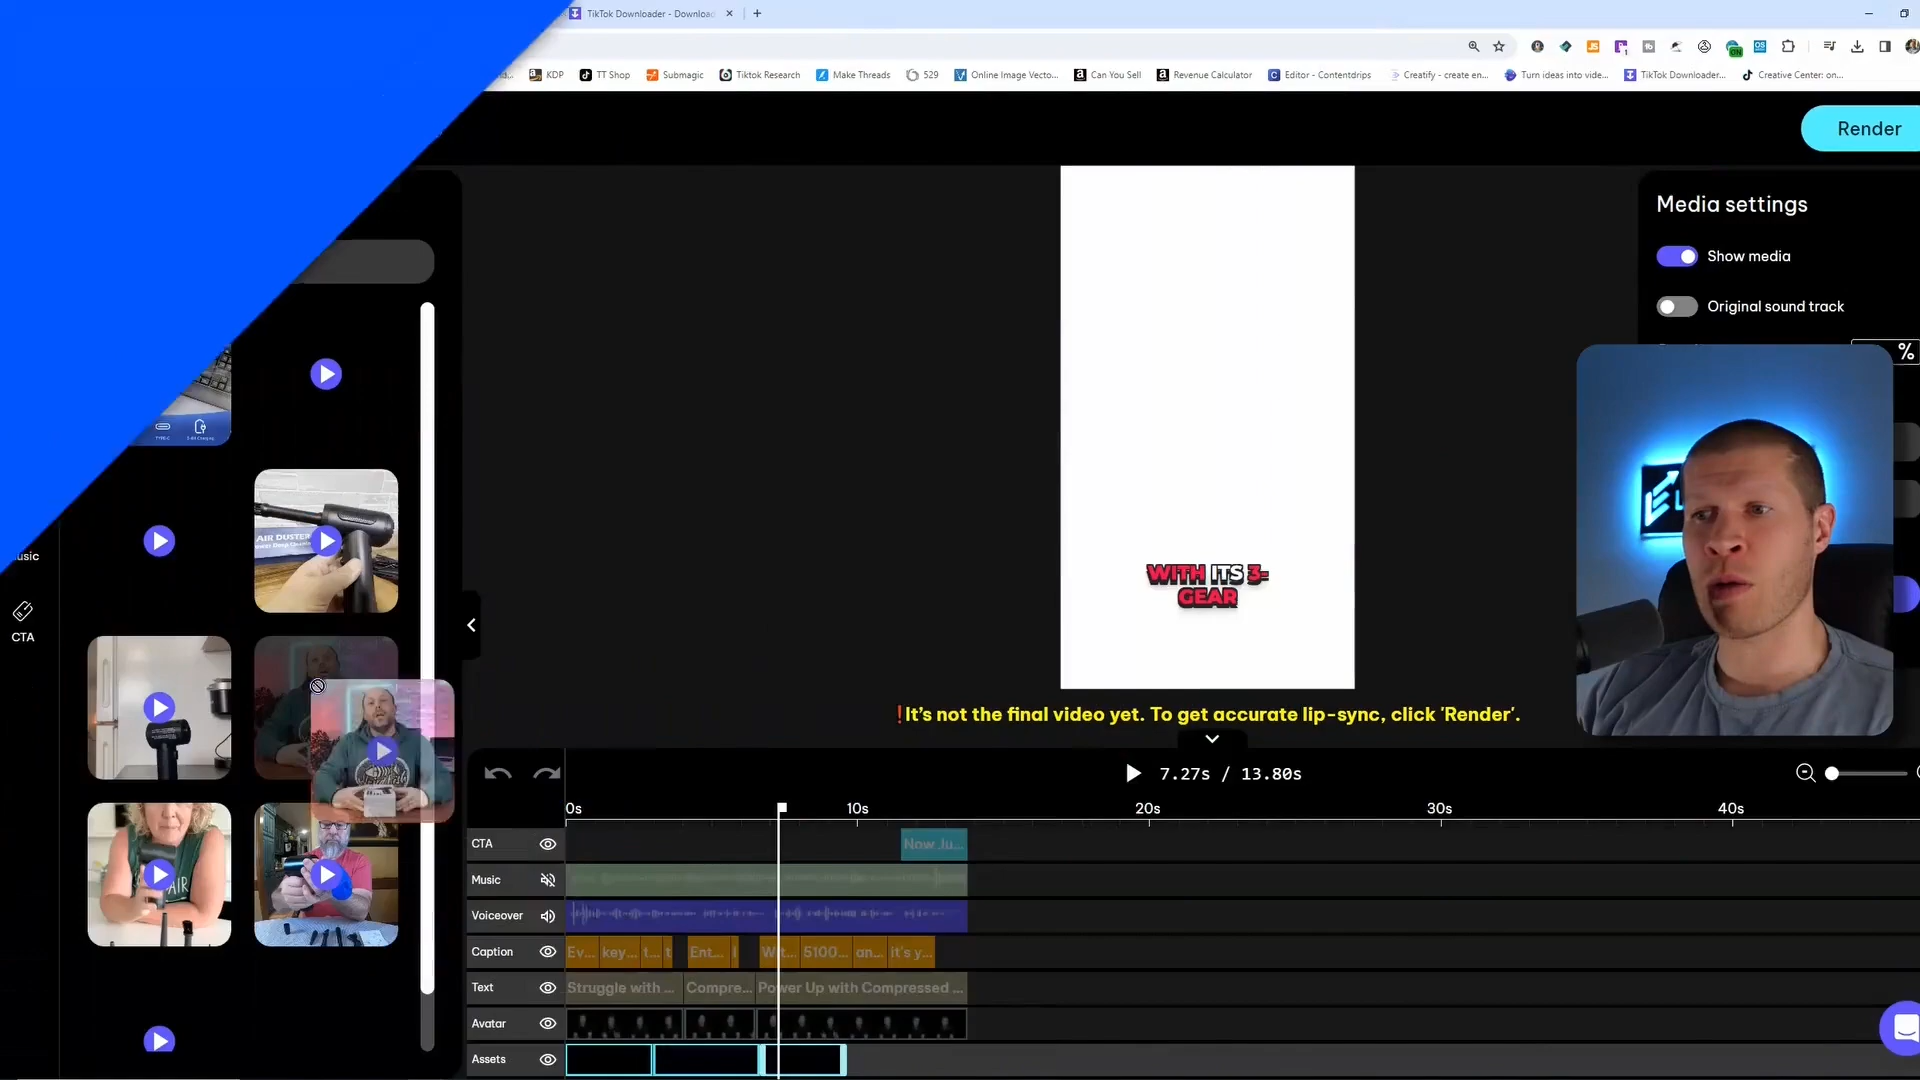 TikTok Downloader - Download
KDP
TT Shop
Submagic
Tiktok Research
Make Threads
529
Online Image Vecto...
Can You Sell
Revenue Calculator
Editor - Contentdrips
Creatify - create en...
Turn ideas into vide...
TikTok Downloader...
Creative Center: on...
Render
Media settings
Show media
Original sound track
%
TYPE-C
AIR DUSTER
usic
CTA
WITH ITS 3-
GEAR
!It's not the final video yet. To get accurate lip-sync, click 'Render'.
7.27s / 13.80s
0s 10s 20s 30s 40s
CTA
Now Ju...
Music
Voiceover
Caption
Ev... key... t... t Ent... I W t... 5100... an... it's y...
Text
Struggle with ... Compre... Power Up with Compressed ...
Avatar
Assets